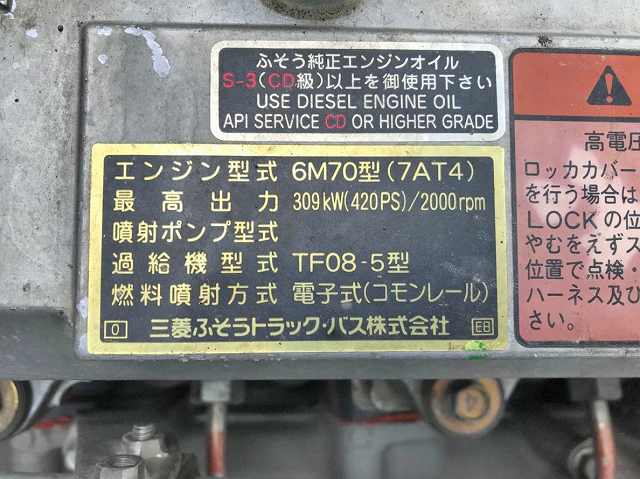 ふそう純正エンジンオイル
S-3(CD級)以上を御使用下さい
USE DIESEL ENGINE OIL
API SERVICE CD OR HIGHER GRADE
エンジン型式 6M70型(7AT4)
最高出力 309kW(420PS)/2000rpm
噴射ポンプ型式
過給機型式 TF08-5型
燃料噴射方式 電子式(コモンレール)
0 三菱ふそうトラック・バス株式会社 EB
高電圧
ロッカカバー
を行う場合は
LOCKの位
やむをえずス
位置で点検・
ハーネス及び
さい。